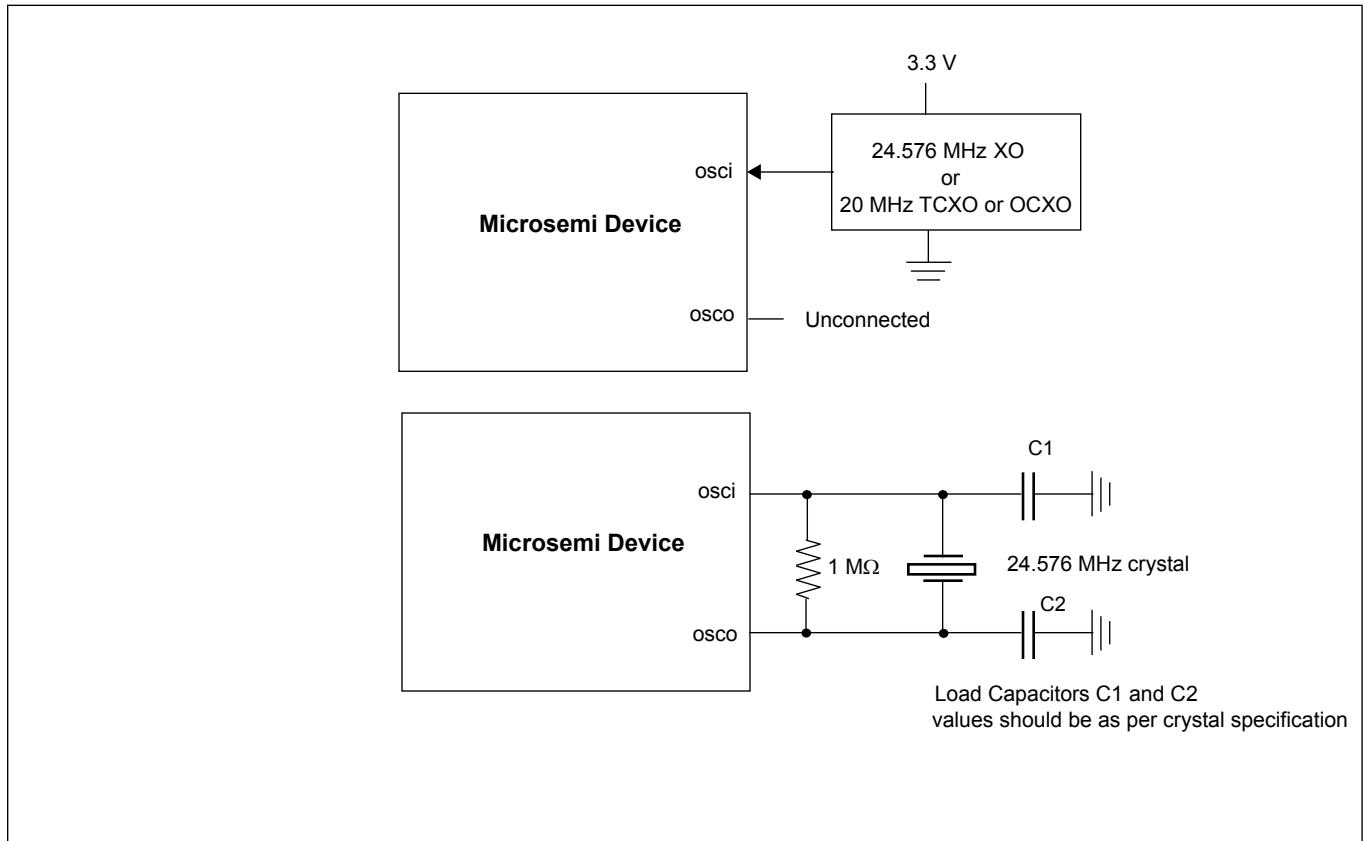 3.3 V
24.576 MHz XO
or
20 MHz TCXO or OCXO
osci
Microsemi Device
osco
Unconnected
C1
osci
Microsemi Device
1 MΩ
24.576 MHz crystal
C2
osco
Load Capacitors C1 and C2
values should be as per crystal specification